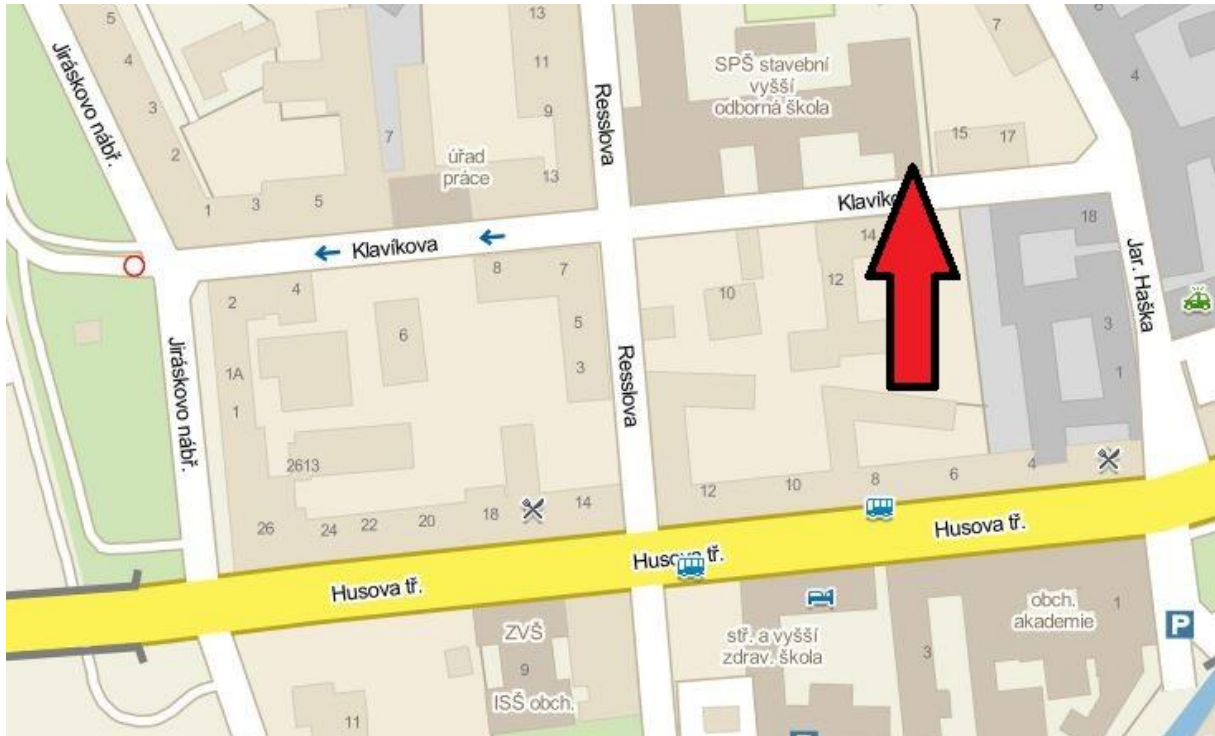 5
13
7
6
4
Jiráskovo nábř.
11
SPŠ stavební
vyšší
odborná škola
4
3
9
7
Resslova
15
17
2
úřad
práce
13
1
3
5
Klavíko
18
14
Klavíkova
8
7
12
10
Jar. Haška
2
4
6
5
3
Jiráskovo nábř.
1A
3
Resslova
1
1
2613
12
10
8
6
4
26
24
22
20
18
14
Husova tř.
Husova tř.
Husova tř.
ZVŠ
9
ISŠ obch.
stř. a vyšší
zdrav. škola
obch.
akademie
1
P
3
11